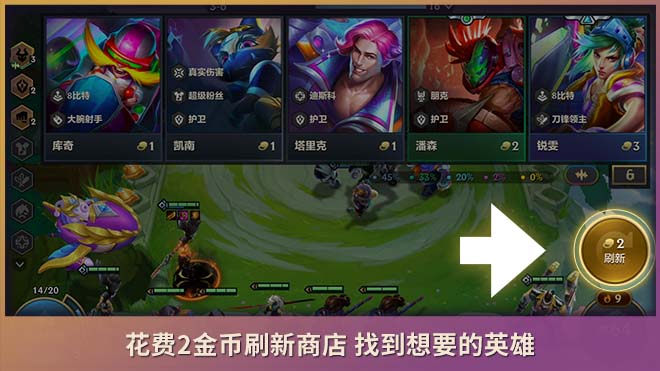 3-6
18
3
2
2
真实伤害
8比特
超级粉丝
迪斯科
朋克
8比特
大腕射手
护卫
护卫
护卫
刀锋领主
库奇 1
凯南 1
塔里克 1
潘森 2
锐雯 3
45% 33% 20% 2% 0%
6
2
刷新
9
14/20
花费2金币刷新商店 找到想要的英雄